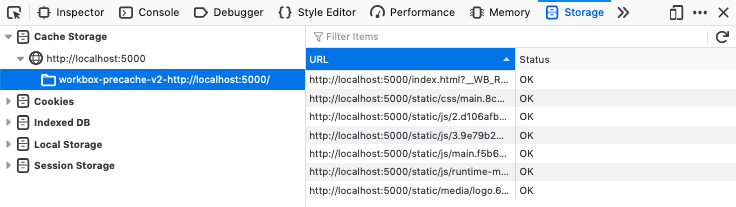 Inspector Console Debugger Style Editor Performance Memory Storage
Cache Storage
http://localhost:5000
workbox-precache-v2-http://localhost:5000/
Cookies
Indexed DB
Local Storage
Session Storage
Filter Items
URL Status
http://localhost:5000/index.html?__WB_R... OK
http://localhost:5000/static/css/main.8c... OK
http://localhost:5000/static/js/2.d106afb... OK
http://localhost:5000/static/js/3.9e79b2... OK
http://localhost:5000/static/js/main.f5b6... OK
http://localhost:5000/static/js/runtime-m... OK
http://localhost:5000/static/media/logo.6... OK